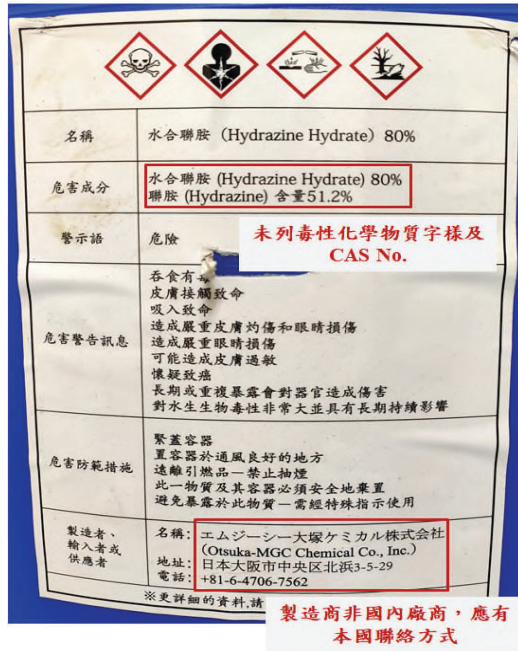 名稱
水合聯胺 (Hydrazine Hydrate) 80%
危害成分
水合聯胺 (Hydrazine Hydrate) 80%
聯胺 (Hydrazine) 含量51.2%
警示語
危險
未列毒性化學物質字樣及
CAS No.
危害警告訊息
吞食有毒
皮膚接觸致命
吸入致命
造成嚴重皮膚灼傷和眼睛損傷
造成嚴重眼睛損傷
可能造成皮膚過敏
懷疑致癌
長期或重複暴露會對器官造成傷害
對水生生物毒性非常大並具有長期持續影響
危害防範措施
緊蓋容器
置容器於通風良好的地方
遠離引燃品－禁止抽煙
此一物質及其容器必須安全地棄置
避免暴露於此物質－需經特殊指示使用
製造者、
輸入者或
供應者
名稱: エムジーシー大塚ケミカル株式会社
(Otsuka-MGC Chemical Co., Inc.)
地址: 日本大阪市中央区北浜3-5-29
電話: +81-6-4706-7562
※更詳細的資料,請
製造商非國內廠商，應有
本國聯絡方式